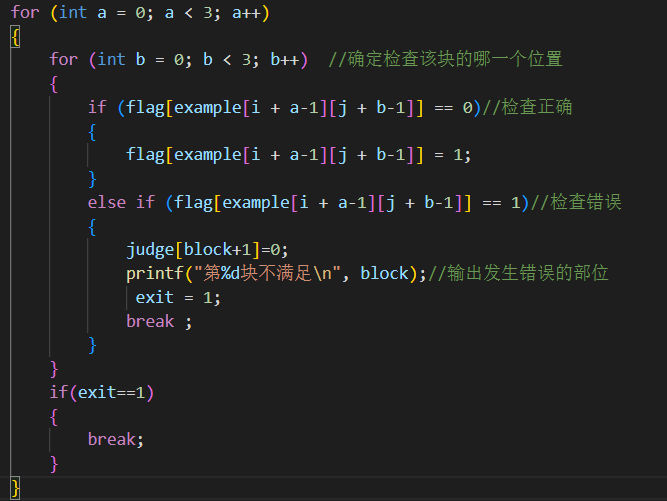 for (int a = 0; a < 3; a++)
{
    for (int b = 0; b < 3; b++)  //确定检查该块的哪一个位置
    {
        if (flag[example[i + a-1][j + b-1]] == 0)//检查正确
        {
            flag[example[i + a-1][j + b-1]] = 1;
        }
        else if (flag[example[i + a-1][j + b-1]] == 1)//检查错误
        {
            judge[block+1]=0;
            printf("第%d块不满足\n", block);//输出发生错误的部位
             exit = 1;
            break ;
        }
    }
    if(exit==1)
    {
        break;
    }
}